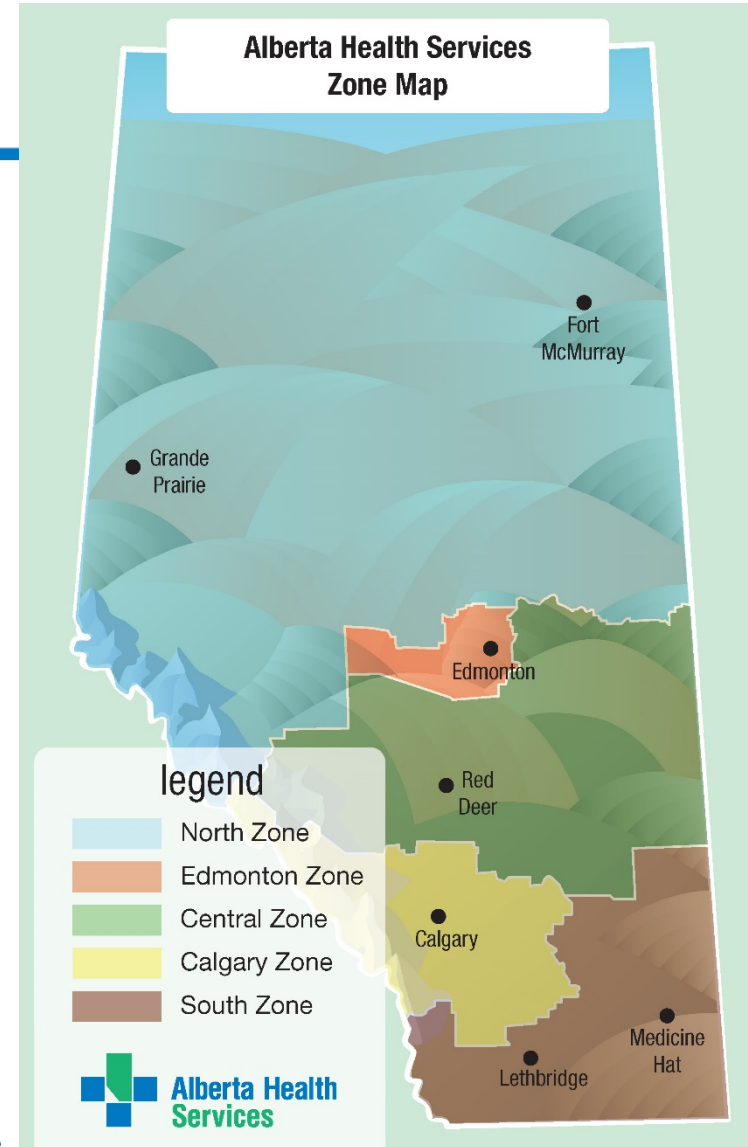 Alberta Health Services
Zone Map
Fort
McMurray
Grande
Prairie
Edmonton
Red
Deer
Calgary
Medicine
Hat
Lethbridge
legend
North Zone
Edmonton Zone
Central Zone
Calgary Zone
South Zone
Alberta Health
Services